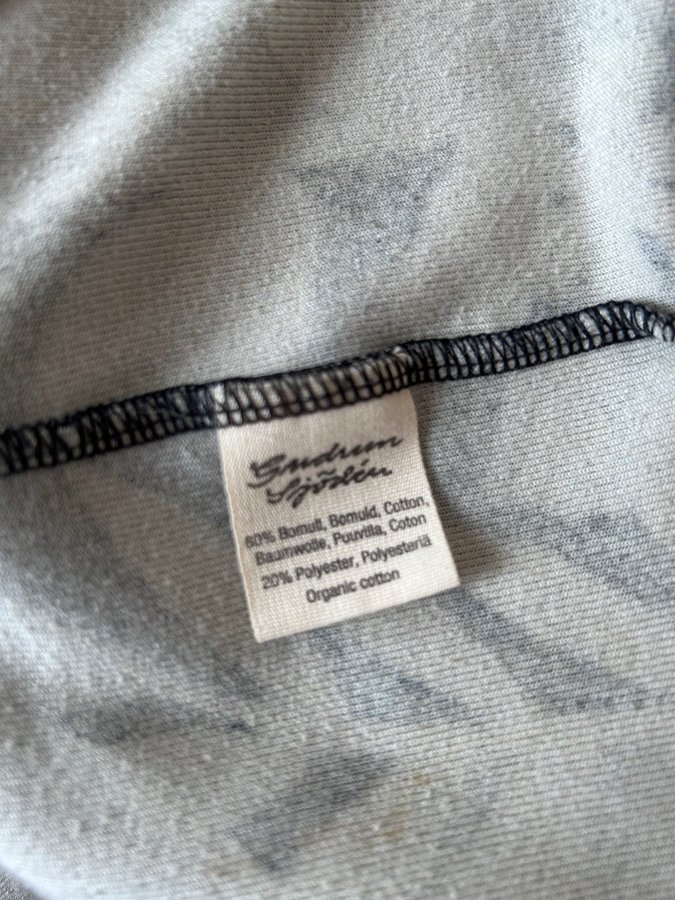 Gudrun
Sjödén
80% Bomull, Bomuld, Cotton,
Baumwolle, Puuvilla, Coton
20% Polyester, Polyesteriä
Organic cotton